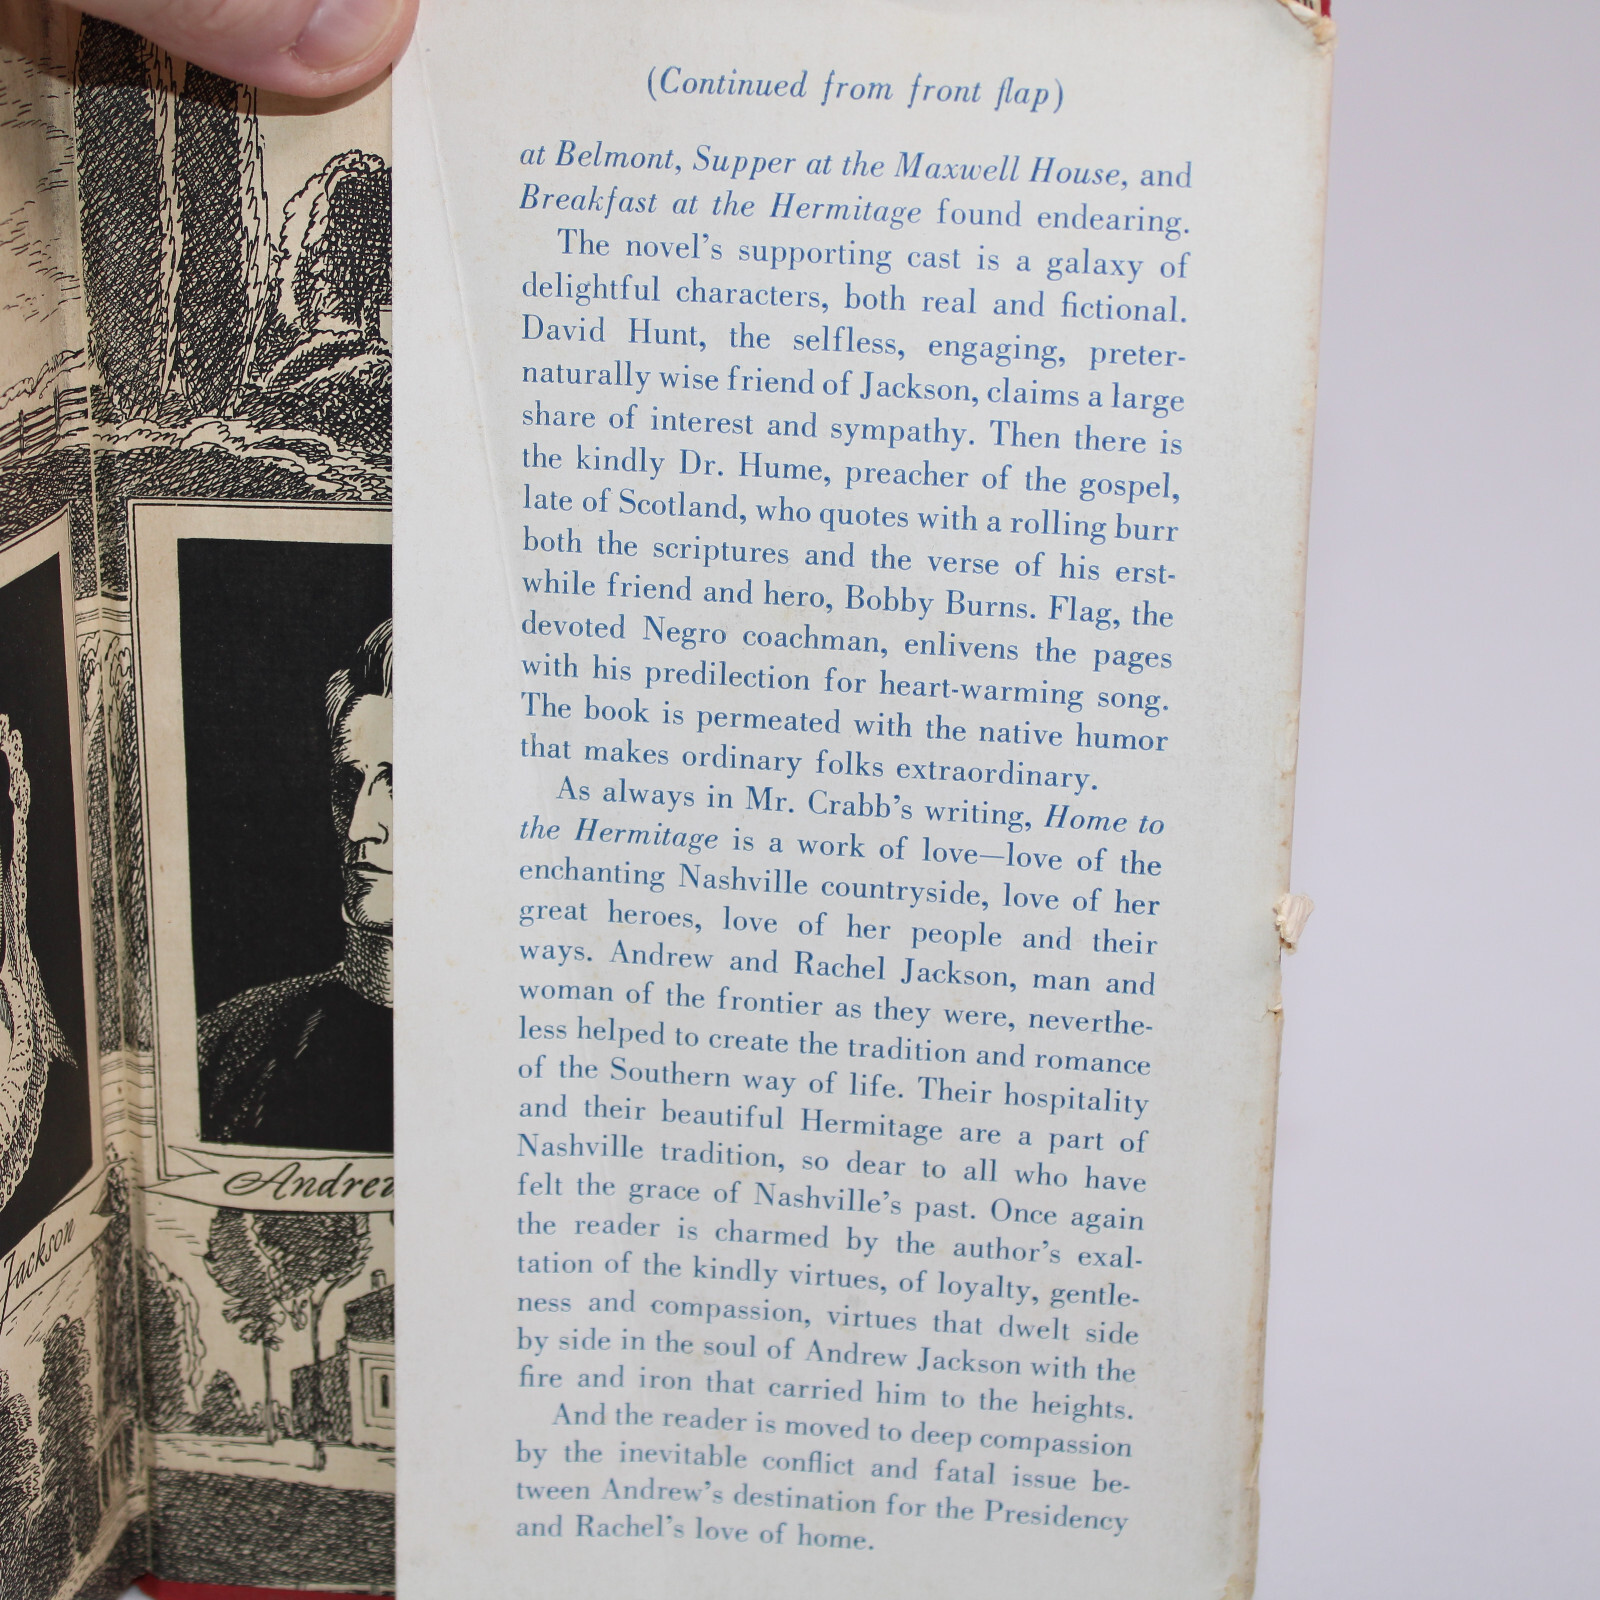 (Continued from front flap)
at Belmont, Supper at the Maxwell House, and
Breakfast at the Hermitage found endearing.
The novel's supporting cast is a galaxy of
delightful characters, both real and fictional.
David Hunt, the selfless, engaging, preter-
naturally wise friend of Jackson, claims a large
share of interest and sympathy. Then there is
the kindly Dr. Hume, preacher of the gospel,
late of Scotland, who quotes with a rolling burr
both the scriptures and the verse of his erst-
while friend and hero, Bobby Burns. Flag, the
devoted Negro coachman, enlivens the pages
with his predilection for heart-warming song.
The book is permeated with the native humor
that makes ordinary folks extraordinary.
As always in Mr. Crabb's writing, Home to
the Hermitage is a work of love—love of the
enchanting Nashville countryside, love of her
great heroes, love of her people and their
ways. Andrew and Rachel Jackson, man and
woman of the frontier as they were, neverthe-
less helped to create the tradition and romance
of the Southern way of life. Their hospitality
and their beautiful Hermitage are a part of
Nashville tradition, so dear to all who have
felt the grace of Nashville's past. Once again
the reader is charmed by the author's exal-
tation of the kindly virtues, of loyalty, gentle-
ness and compassion, virtues that dwelt side
by side in the soul of Andrew Jackson with the
fire and iron that carried him to the heights.
And the reader is moved to deep compassion
by the inevitable conflict and fatal issue be-
tween Andrew's destination for the Presidency
and Rachel's love of home.
Jackson